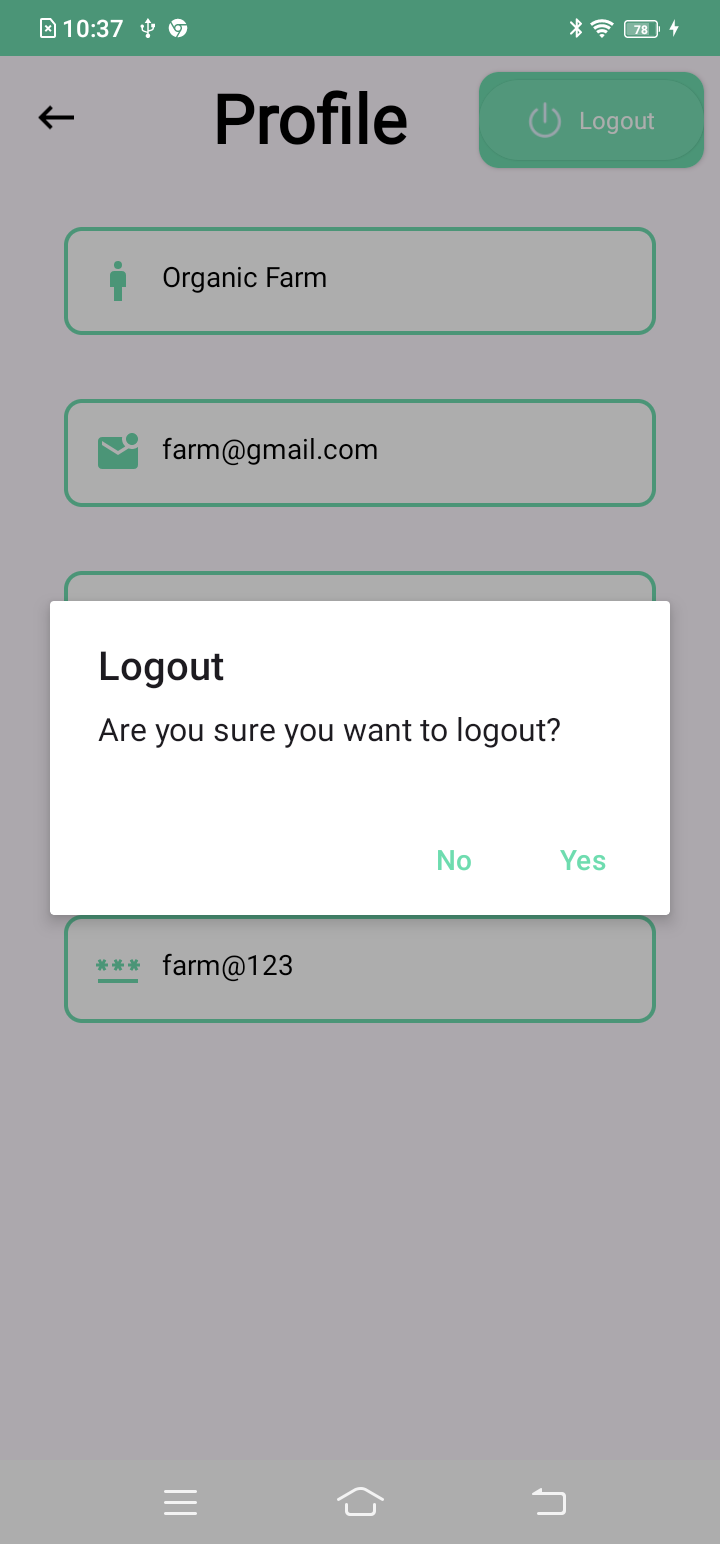 10:37
78
Profile
Logout
Organic Farm
farm@gmail.com
Logout
Are you sure you want to logout?
No
Yes
*** farm@123